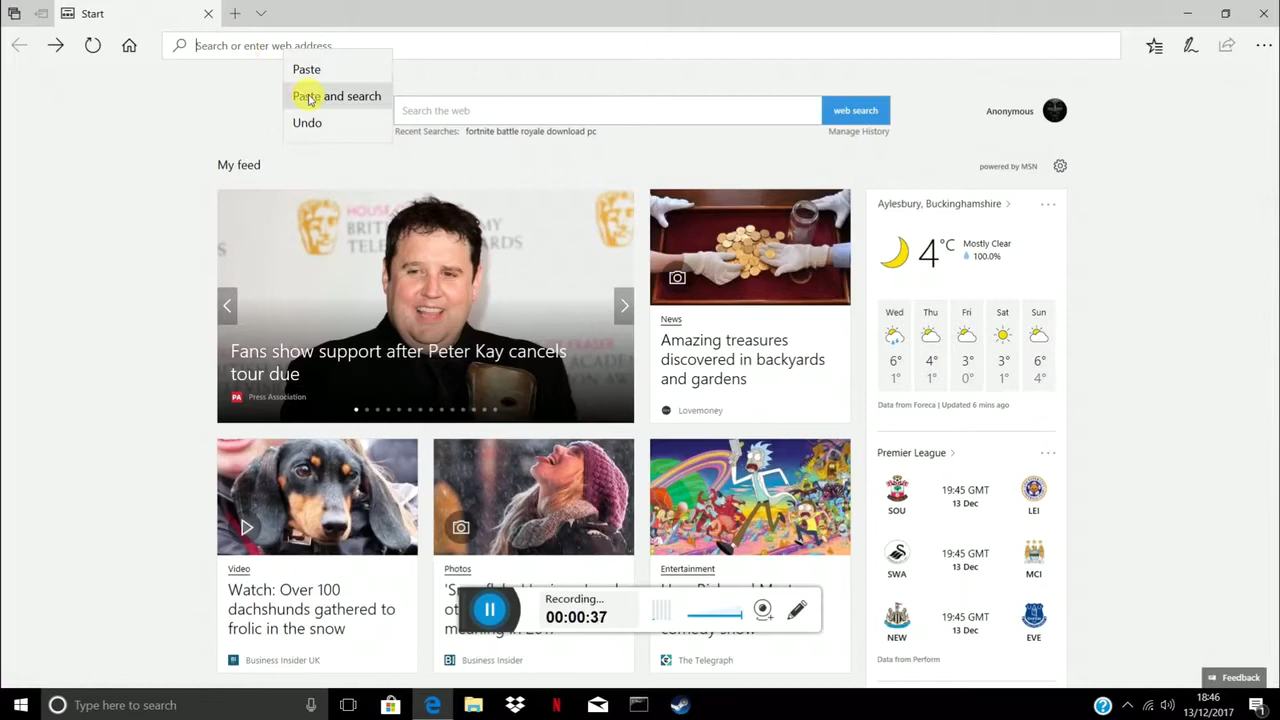 Start
Search or enter web address
Paste
Paste and search
Undo
Search the web
web search
Anonymous
Recent Searches: fortnite battle royale download pc
Manage History
My feed
powered by MSN
Fans show support after Peter Kay cancels
tour due
PA Press Association
News
Amazing treasures
discovered in backyards
and gardens
Lovemoney
Aylesbury, Buckinghamshire
4°C
Mostly Clear
100.0%
Wed Thu Fri Sat Sun
6° 4° 3° 3° 6°
1° 1° 0° 1° 4°
Data from Foreca | Updated 6 mins ago
Premier League
19:45 GMT
13 Dec
SOU LEI
19:45 GMT
13 Dec
SWA MCI
19:45 GMT
13 Dec
NEW EVE
Data from Perform
Video
Watch: Over 100
dachshunds gathered to
frolic in the snow
Business Insider UK
Photos
meaning in 2017
Business Insider
Entertainment
comedy show
The Telegraph
Recording...
00:00:37
Feedback
Type here to search
18:46
13/12/2017